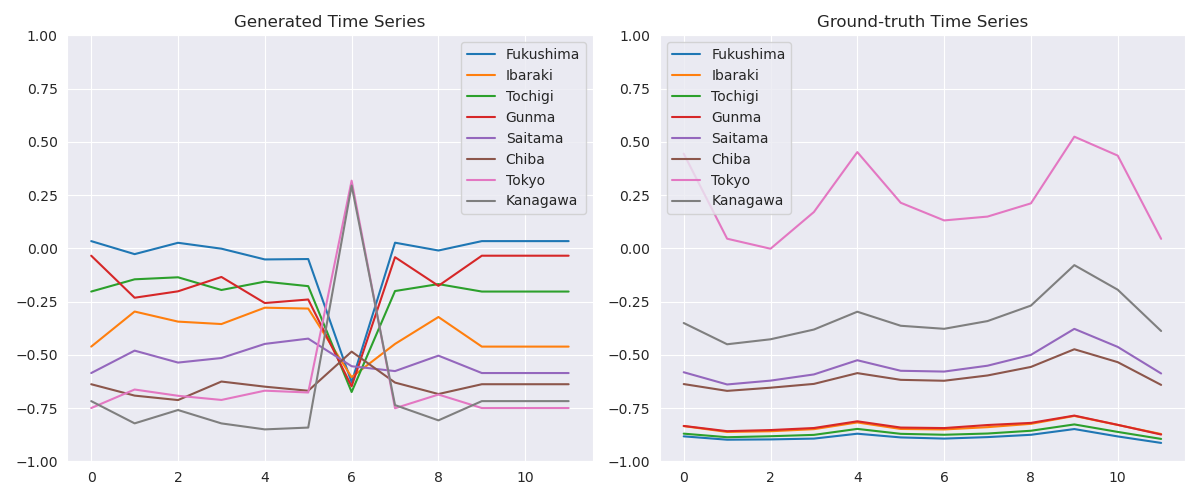 Generated Time Series
1.00
0.75
0.50
0.25
0.00
−0.25
−0.50
−0.75
−1.00
0 2 4 6 8 10
Fukushima
Ibaraki
Tochigi
Gunma
Saitama
Chiba
Tokyo
Kanagawa
Ground-truth Time Series
1.00
0.75
0.50
0.25
0.00
−0.25
−0.50
−0.75
−1.00
0 2 4 6 8 10
Fukushima
Ibaraki
Tochigi
Gunma
Saitama
Chiba
Tokyo
Kanagawa